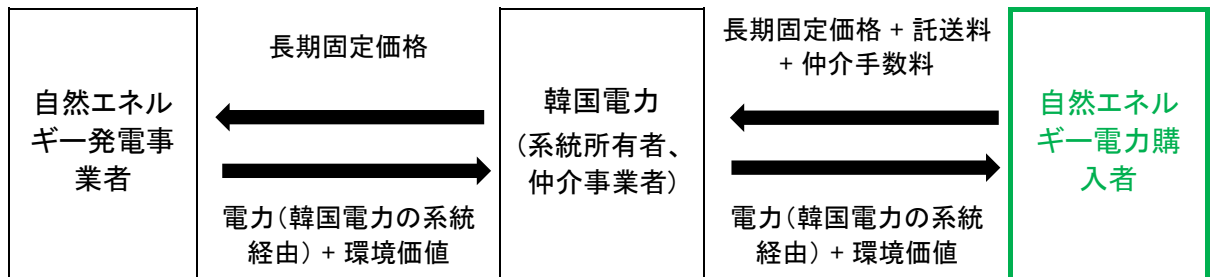 自然エネル
ギー発電事
業者
長期固定価格
電力(韓国電力の系統
経由) + 環境価値
韓国電力
(系統所有者、
仲介事業者)
長期固定価格 + 託送料
+ 仲介手数料
電力(韓国電力の系統
経由) + 環境価値
自然エネル
ギー電力購
入者